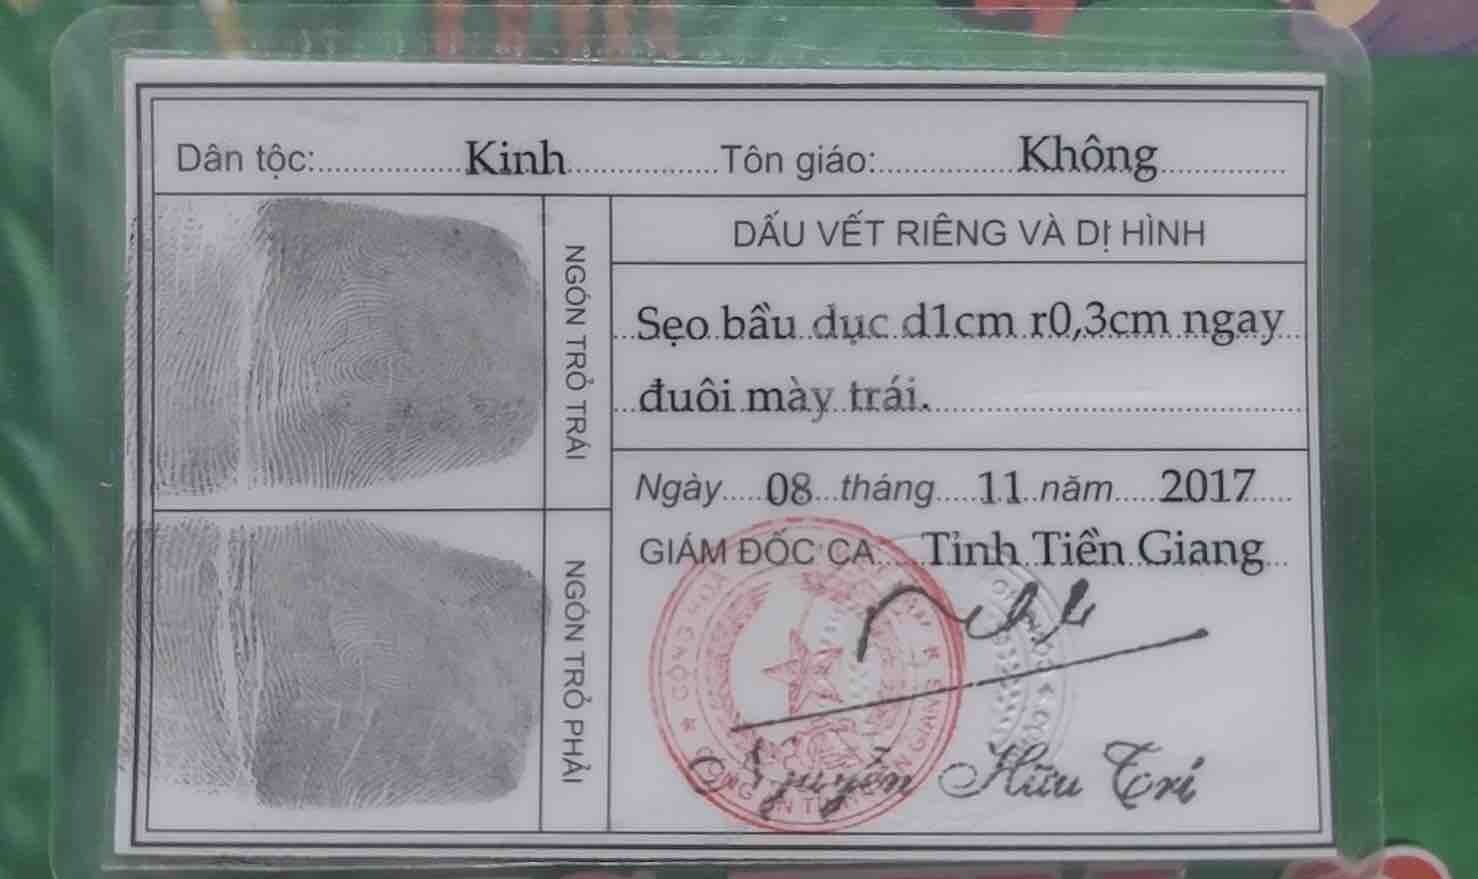 Dân tộc: Kinh Tôn giáo: Không
NGÓN TRỎ TRÁI
DẤU VẾT RIÊNG VÀ DỊ HÌNH
Sẹo bầu dục d1cm r0,3cm ngay
đuôi mày trái.
NGÓN TRỎ PHẢI
Ngày 08 tháng 11 năm 2017
GIÁM ĐỐC CA Tỉnh Tiền Giang
CỘNG HOÀ
Nguyễn Hữu Trí